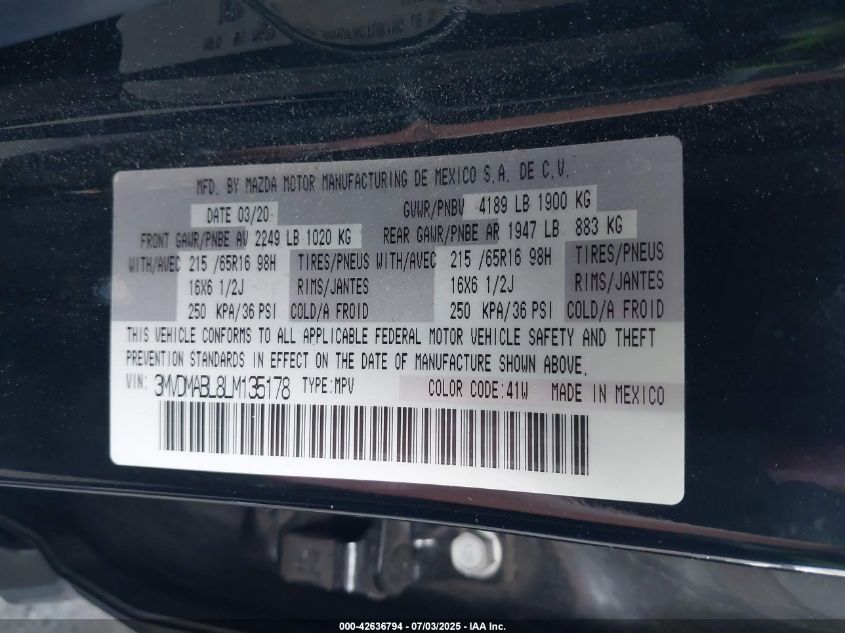 MFD. BY MAZDA MOTOR MANUFACTURING DE MEXICO S.A. DE C.V.
DATE 03/20 GVWR/PNBV 4189 LB 1900 KG
FRONT GAWR/PNBE AV 2249 LB 1020 KG REAR GAWR/PNBE AR 1947 LB 883 KG
WITH/AVEC 215 /65R16 98H TIRES/PNEUS WITH/AVEC 215 /65R16 98H TIRES/PNEUS
16X6 1/2J RIMS/JANTES 16X6 1/2J RIMS/JANTES
250 KPA/36 PSI COLD/A FROID 250 KPA/36 PSI COLD/A FROID
THIS VEHICLE CONFORMS TO ALL APPLICABLE FEDERAL MOTOR VEHICLE SAFETY AND THEFT
PREVENTION STANDARDS IN EFFECT ON THE DATE OF MANUFACTURE SHOWN ABOVE.
VIN: 3MVDMABL8LM135178 TYPE:MPV COLOR CODE:41W MADE IN MEXICO
000-42636794 - 07/03/2025 - IAA Inc.